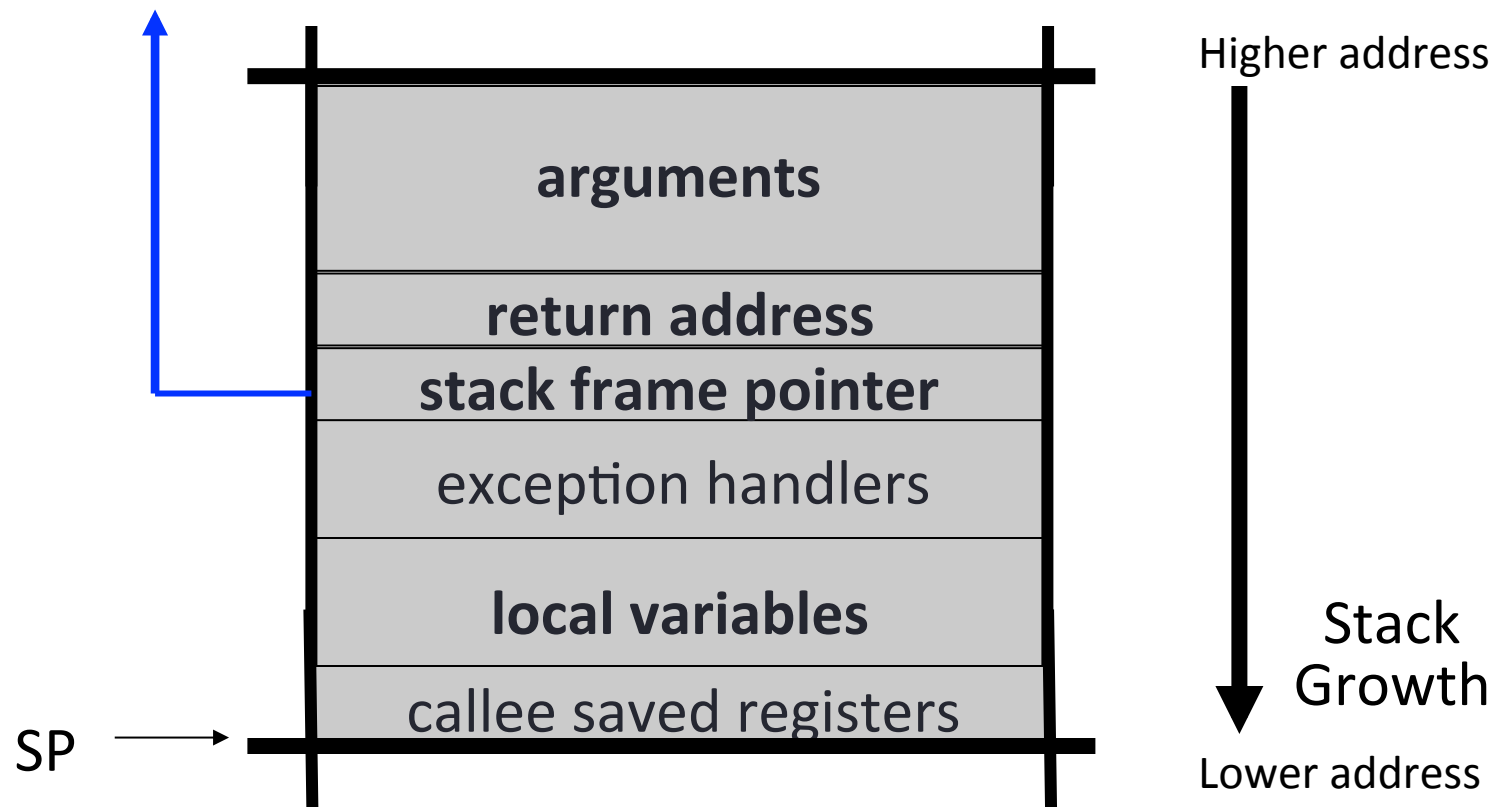 Higher address
arguments
return address
stack frame pointer
exception handlers
local variables
Stack
Growth
callee saved registers
SP
Lower address